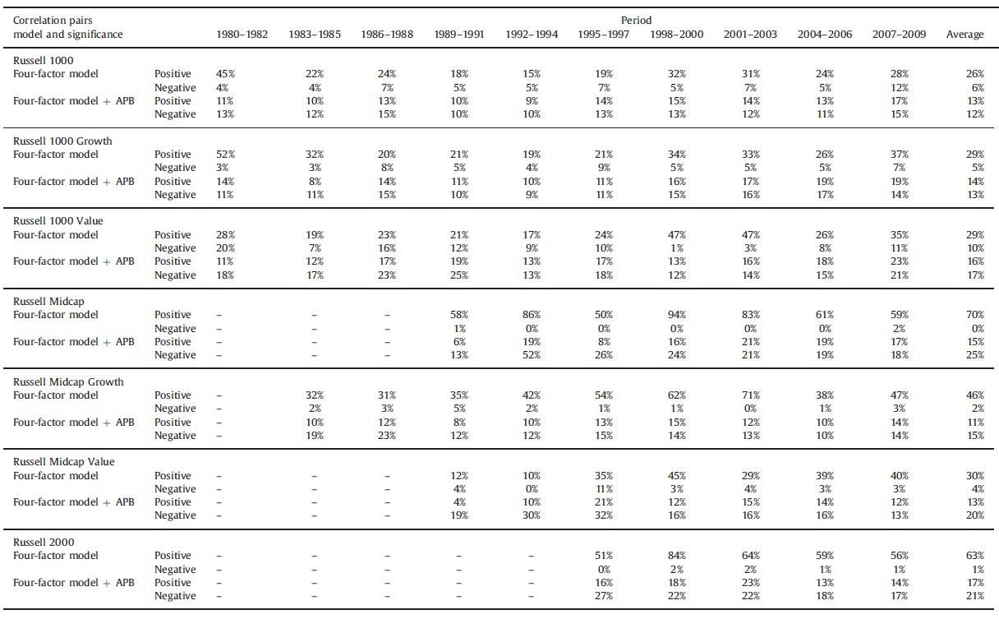 Correlation pairs Period
model and significance 1980–1982 1983–1985 1986–1988 1989–1991 1992–1994 1995–1997 1998–2000 2001–2003 2004–2006 2007–2009 Average
Russell 1000
Four-factor model Positive 45% 22% 24% 18% 15% 19% 32% 31% 24% 28% 26%
Negative 4% 4% 7% 5% 5% 7% 5% 7% 5% 12% 6%
Four-factor model + APB Positive 11% 10% 13% 10% 9% 14% 15% 14% 13% 17% 13%
Negative 13% 12% 15% 10% 10% 13% 13% 12% 11% 15% 12%
Russell 1000 Growth
Four-factor model Positive 52% 32% 20% 21% 19% 21% 34% 33% 26% 37% 29%
Negative 3% 3% 8% 5% 4% 9% 5% 5% 5% 7% 5%
Four-factor model + APB Positive 14% 8% 14% 11% 10% 11% 16% 17% 19% 19% 14%
Negative 11% 11% 15% 10% 9% 11% 15% 16% 17% 14% 13%
Russell 1000 Value
Four-factor model Positive 28% 19% 23% 21% 17% 24% 47% 47% 26% 35% 29%
Negative 20% 7% 16% 12% 9% 10% 1% 3% 8% 11% 10%
Four-factor model + APB Positive 11% 12% 17% 19% 13% 17% 13% 16% 18% 23% 16%
Negative 18% 17% 23% 25% 13% 18% 12% 14% 15% 21% 17%
Russell Midcap
Four-factor model Positive – – – 58% 86% 50% 94% 83% 61% 59% 70%
Negative – – – 1% 0% 0% 0% 0% 0% 2% 0%
Four-factor model + APB Positive – – – 6% 19% 8% 16% 21% 19% 17% 15%
Negative – – – 13% 52% 26% 24% 21% 19% 18% 25%
Russell Midcap Growth
Four-factor model Positive – 32% 31% 35% 42% 54% 62% 71% 38% 47% 46%
Negative – 2% 3% 5% 2% 1% 1% 0% 1% 3% 2%
Four-factor model + APB Positive – 10% 12% 8% 10% 13% 15% 12% 10% 14% 11%
Negative – 19% 23% 12% 12% 15% 14% 13% 10% 14% 15%
Russell Midcap Value
Four-factor model Positive – – – 12% 10% 35% 45% 29% 39% 40% 30%
Negative – – – 4% 0% 11% 3% 4% 3% 3% 4%
Four-factor model + APB Positive – – – 4% 10% 21% 12% 15% 14% 12% 13%
Negative – – – 19% 30% 32% 16% 16% 16% 13% 20%
Russell 2000
Four-factor model Positive – – – – – 51% 84% 64% 59% 56% 63%
Negative – – – – – 0% 2% 2% 1% 1% 1%
Four-factor model + APB Positive – – – – – 16% 18% 23% 13% 14% 17%
Negative – – – – – 27% 22% 22% 18% 17% 21%